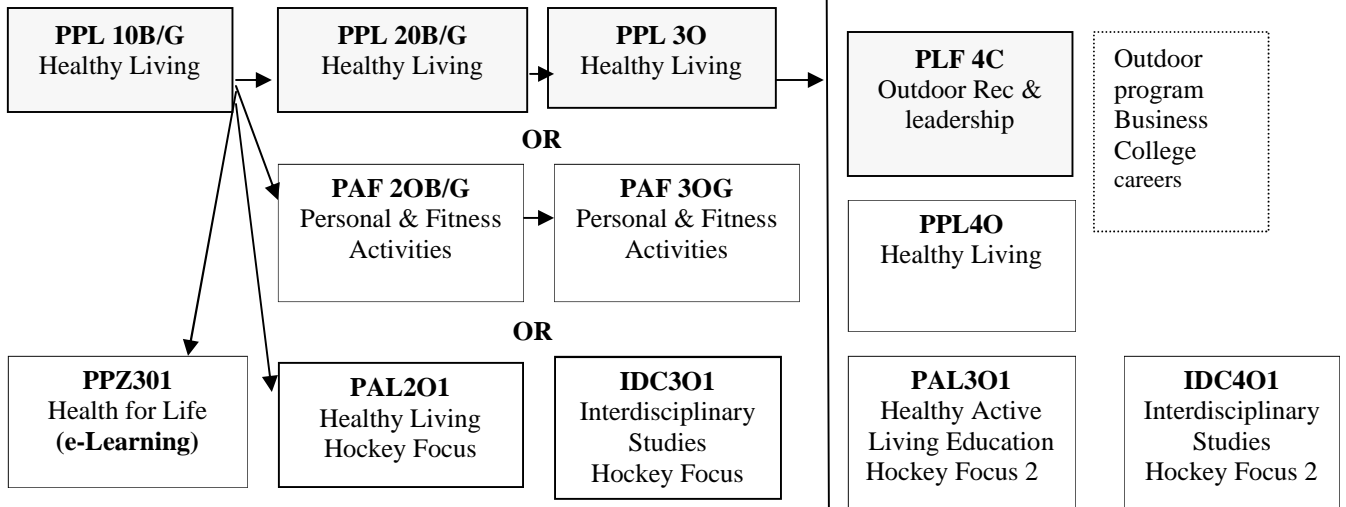 PPL 10B/G
Healthy Living
PPL 20B/G
Healthy Living
PPL 3O
Healthy Living
PLF 4C
Outdoor Rec &
leadership
Outdoor
program
Business
College
careers
OR
PAF 2OB/G
Personal & Fitness
Activities
PAF 3OG
Personal & Fitness
Activities
PPL4O
Healthy Living
OR
PPZ301
Health for Life
(e-Learning)
PAL2O1
Healthy Living
Hockey Focus
IDC3O1
Interdisciplinary
Studies
Hockey Focus
PAL3O1
Healthy Active
Living Education
Hockey Focus 2
IDC4O1
Interdisciplinary
Studies
Hockey Focus 2